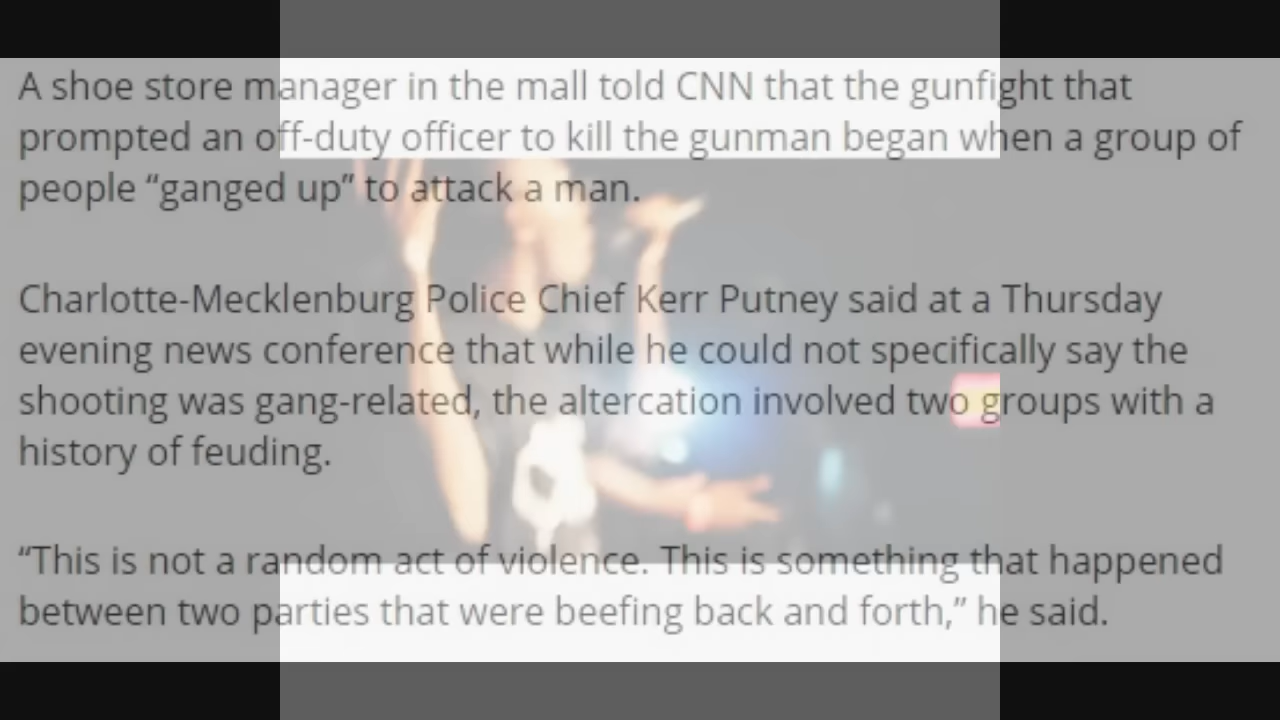 A shoe store manager in the mall told CNN that the gunfight that
prompted an off-duty officer to kill the gunman began when a group of
people “ganged up” to attack a man.
Charlotte-Mecklenburg Police Chief Kerr Putney said at a Thursday
evening news conference that while he could not specifically say the
shooting was gang-related, the altercation involved two groups with a
history of feuding.
“This is not a random act of violence. This is something that happened
between two parties that were beefing back and forth,” he said.